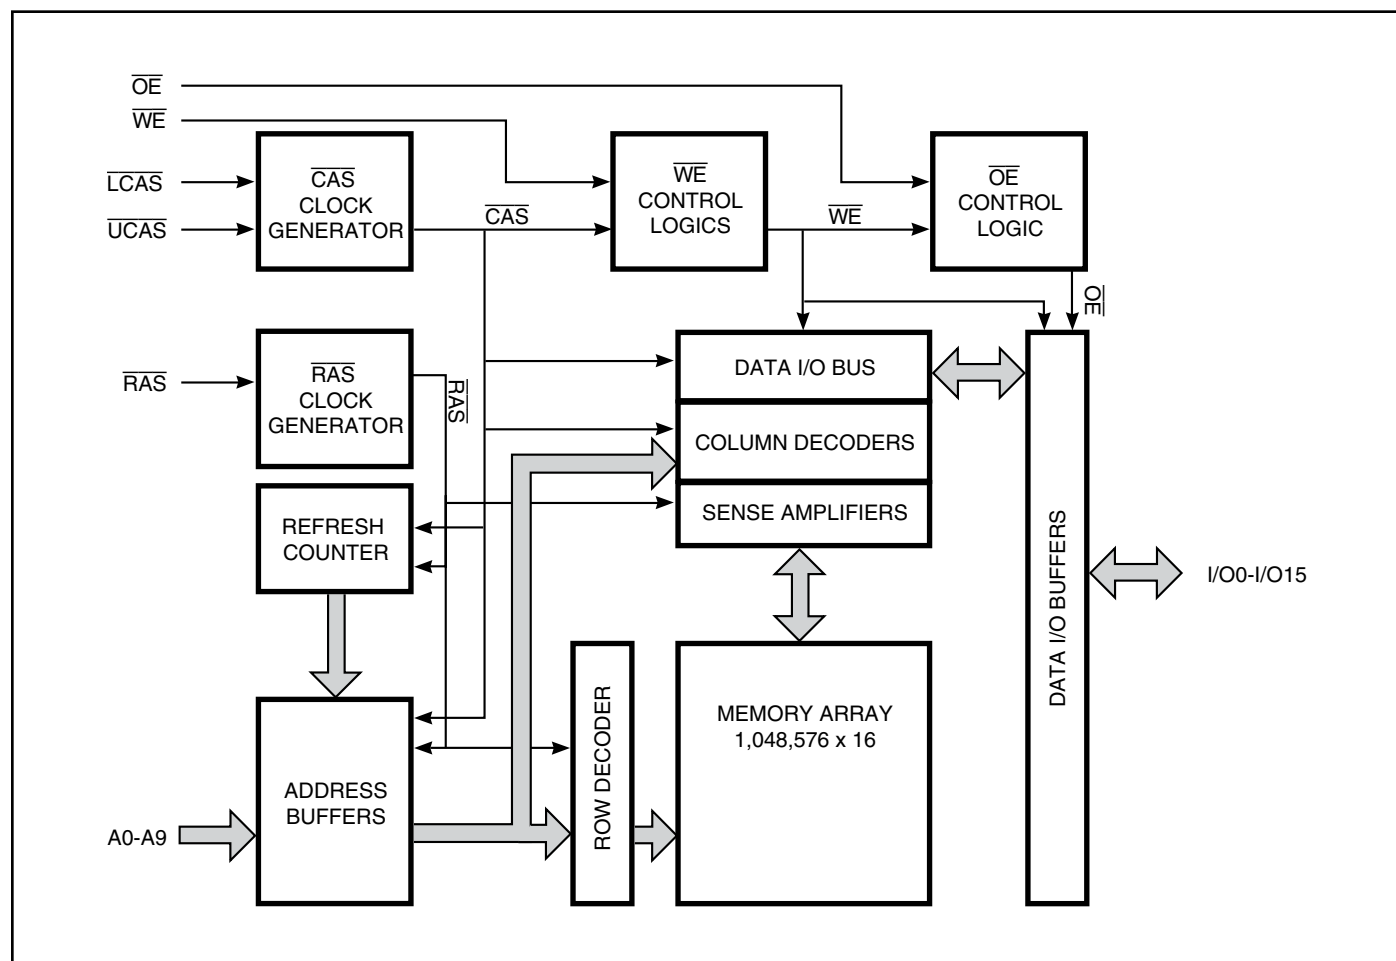 OE
WE
LCAS
UCAS
CAS
CLOCK
GENERATOR
CAS
WE
CONTROL
LOGICS
WE
OE
CONTROL
LOGIC
OE
RAS
RAS
CLOCK
GENERATOR
RAS
DATA I/O BUS
COLUMN DECODERS
SENSE AMPLIFIERS
REFRESH
COUNTER
DATA I/O BUFFERS
I/O0-I/O15
ROW DECODER
MEMORY ARRAY
1,048,576 x 16
ADDRESS
BUFFERS
A0-A9